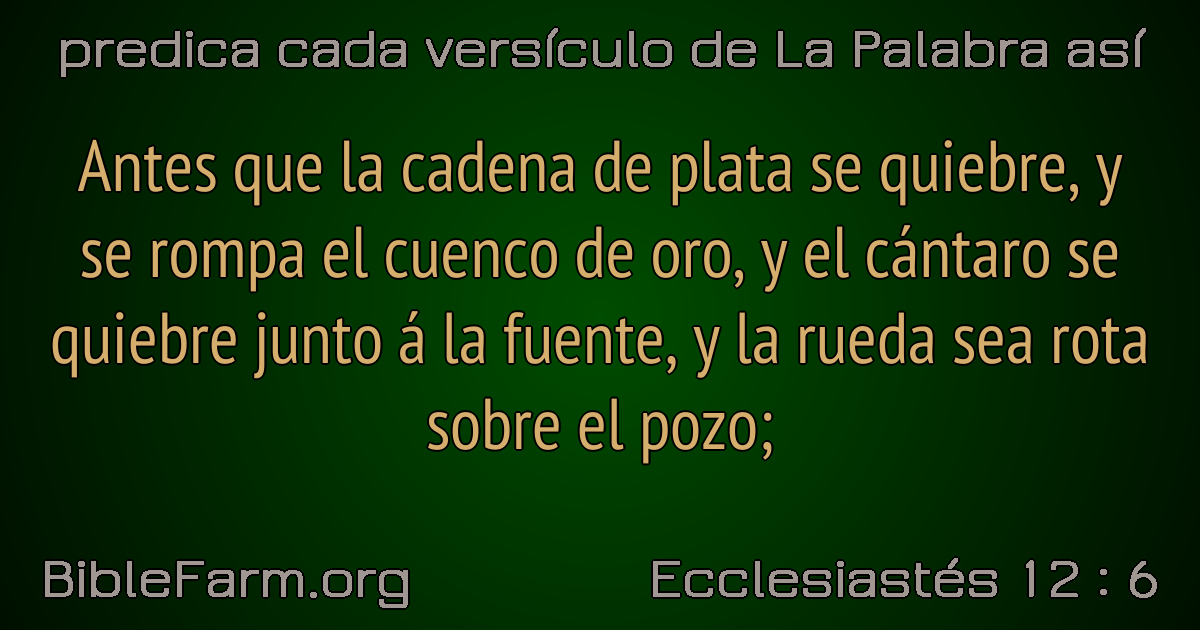 predica cada versículo de La Palabra así
Antes que la cadena de plata se quiebre, y
se rompa el cuenco de oro, y el cántaro se
quiebre junto á la fuente, y la rueda sea rota
sobre el pozo;
BibleFarm.org
Ecclesiastés 12 : 6